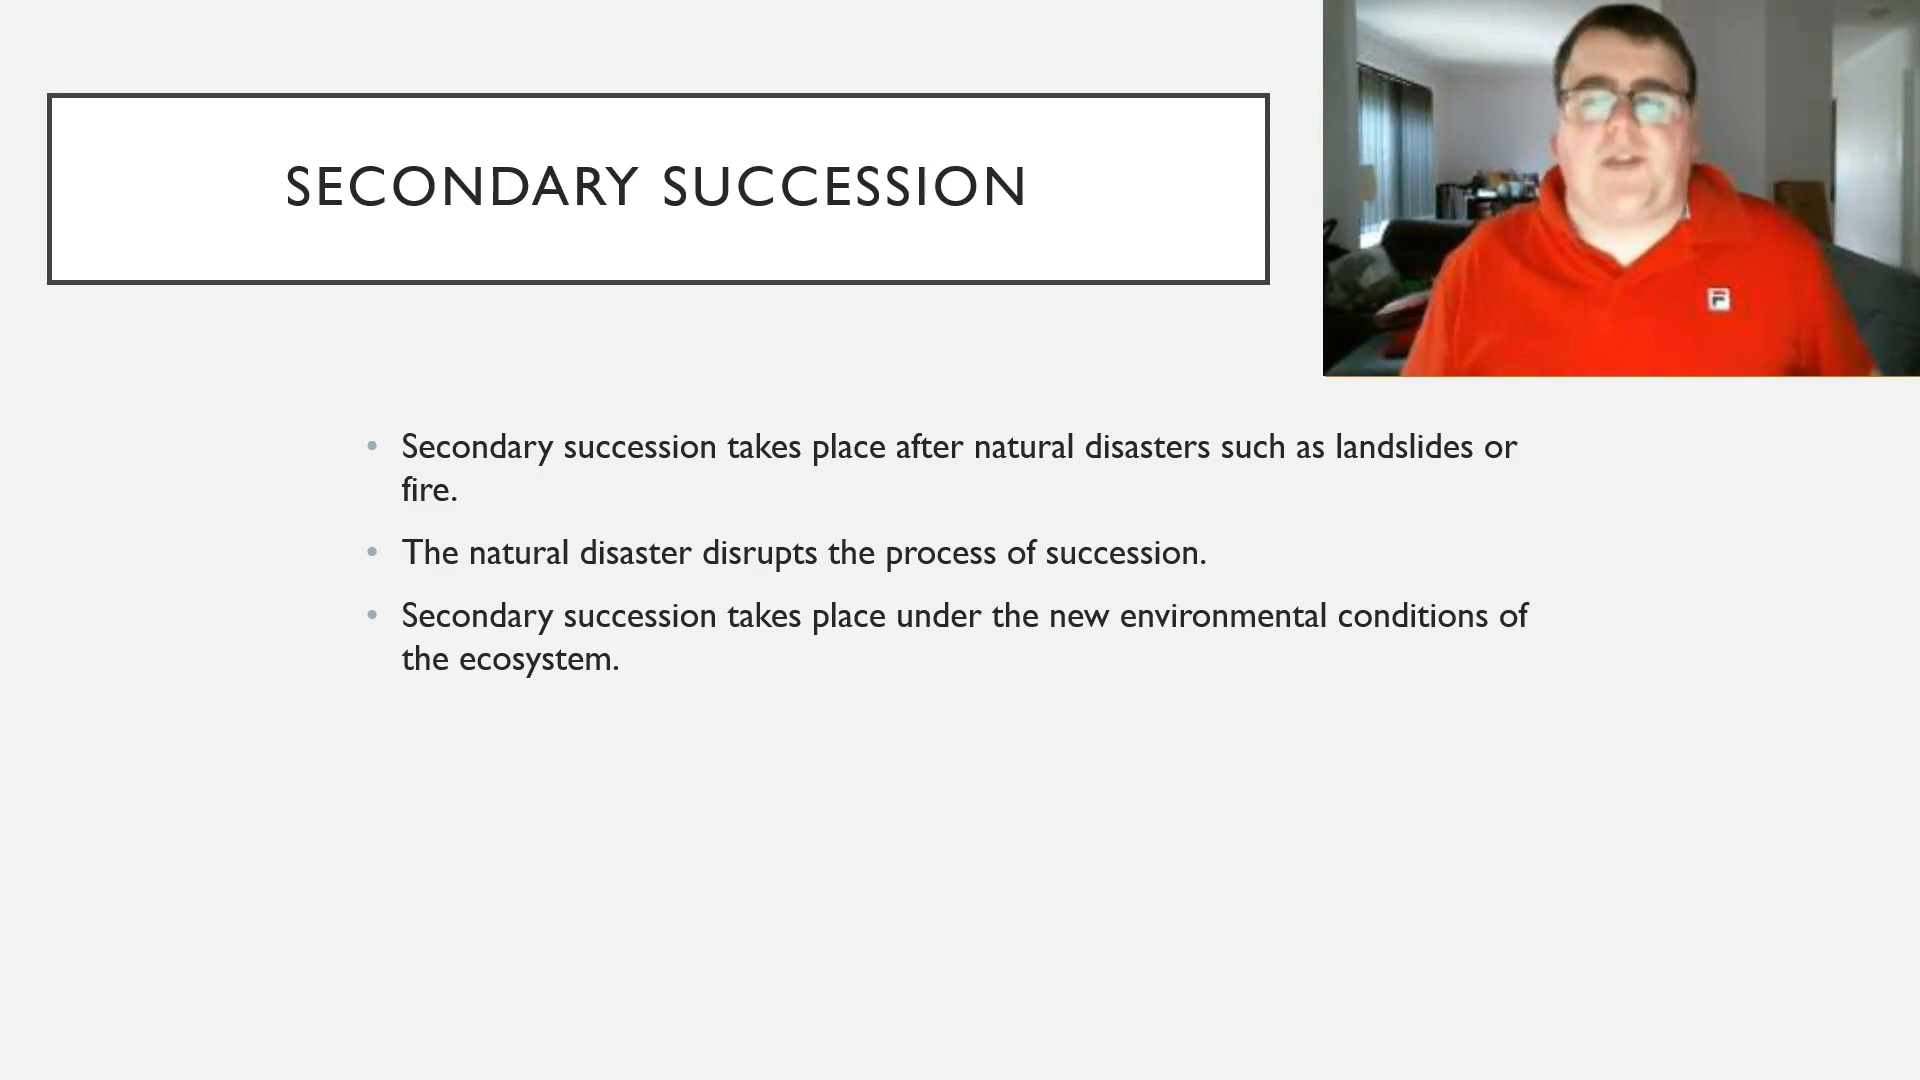 SECONDARY SUCCESSION
• Secondary succession takes place after natural disasters such as landslides or
fire.
• The natural disaster disrupts the process of succession.
• Secondary succession takes place under the new environmental conditions of
the ecosystem.
F